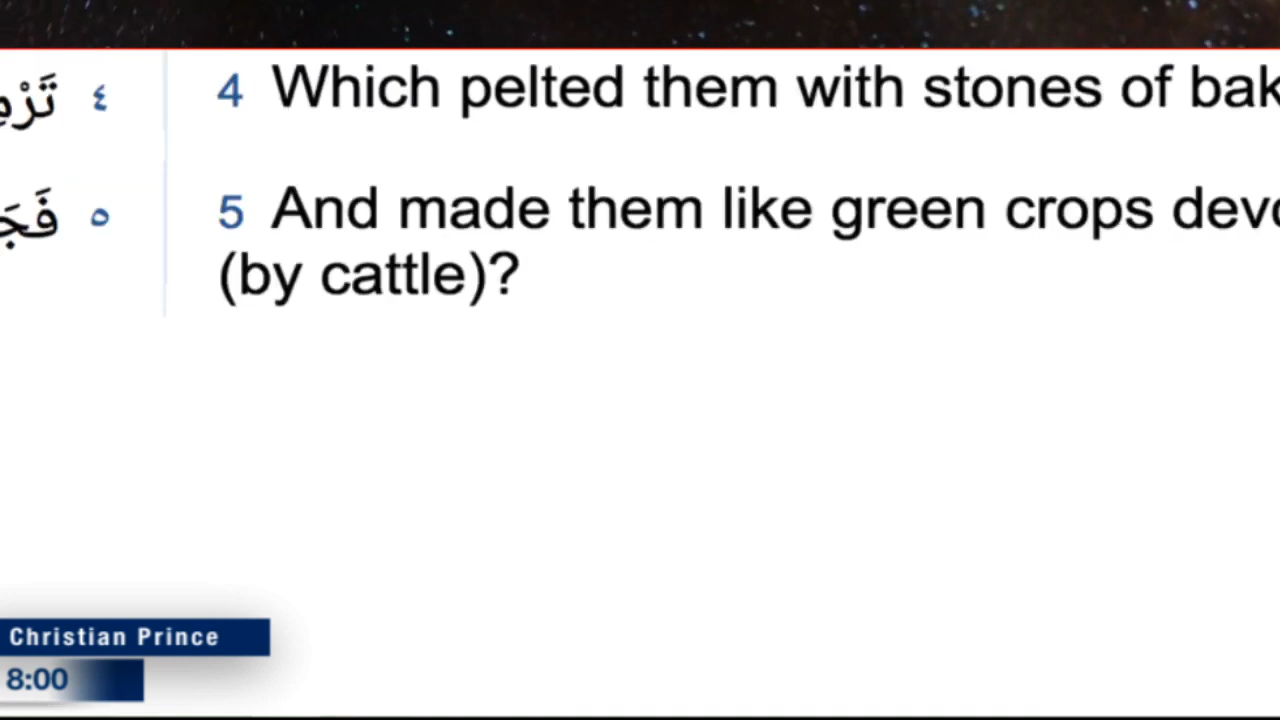 ٤ تَرْمِ
4 Which pelted them with stones of bak
٥ فَجَ
5 And made them like green crops devo
(by cattle)?
Christian Prince
8:00